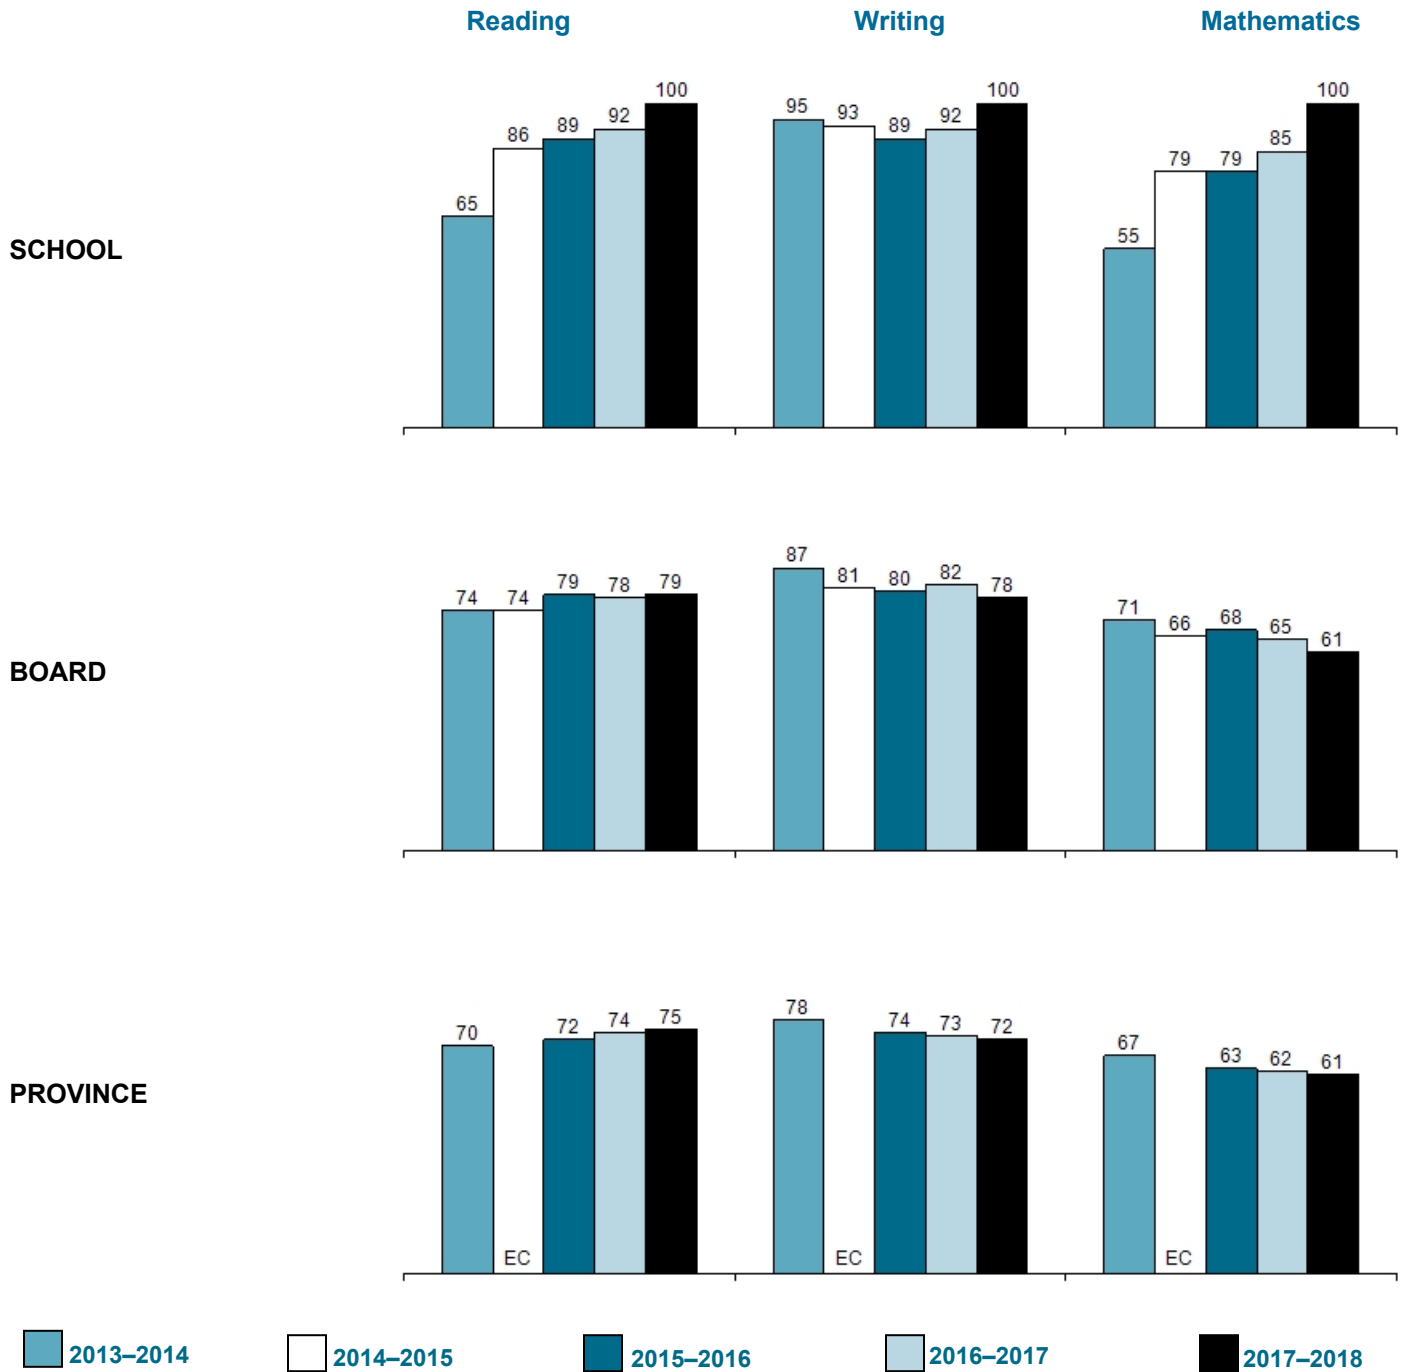 Reading Writing Mathematics
SCHOOL
65 86 89 92 100 95 93 89 92 100 55 79 79 85 100
BOARD
74 74 79 78 79 87 81 80 82 78 71 66 68 65 61
PROVINCE
70 EC 72 74 75 78 EC 74 73 72 67 EC 63 62 61
2013–2014 2014–2015 2015–2016 2016–2017 2017–2018